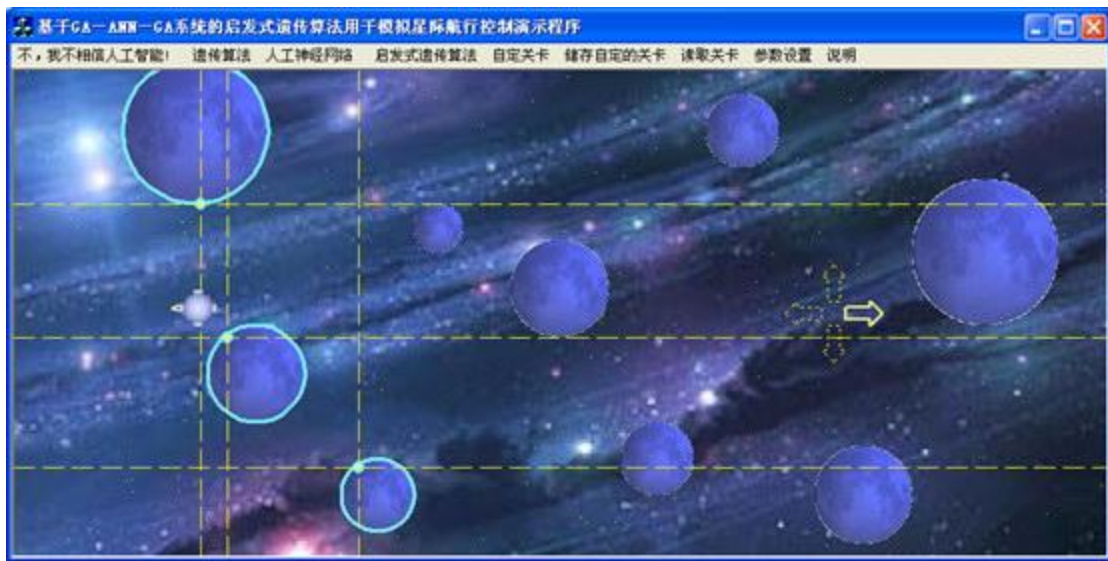 基于GA—ANN—GA系统的启发式遗传算法用于模拟星际航行控制演示程序
不，我不相信人工智能! 遗传算法 人工神经网络 启发式遗传算法 自定关卡 储存自定的关卡 读取关卡 参数设置 说明